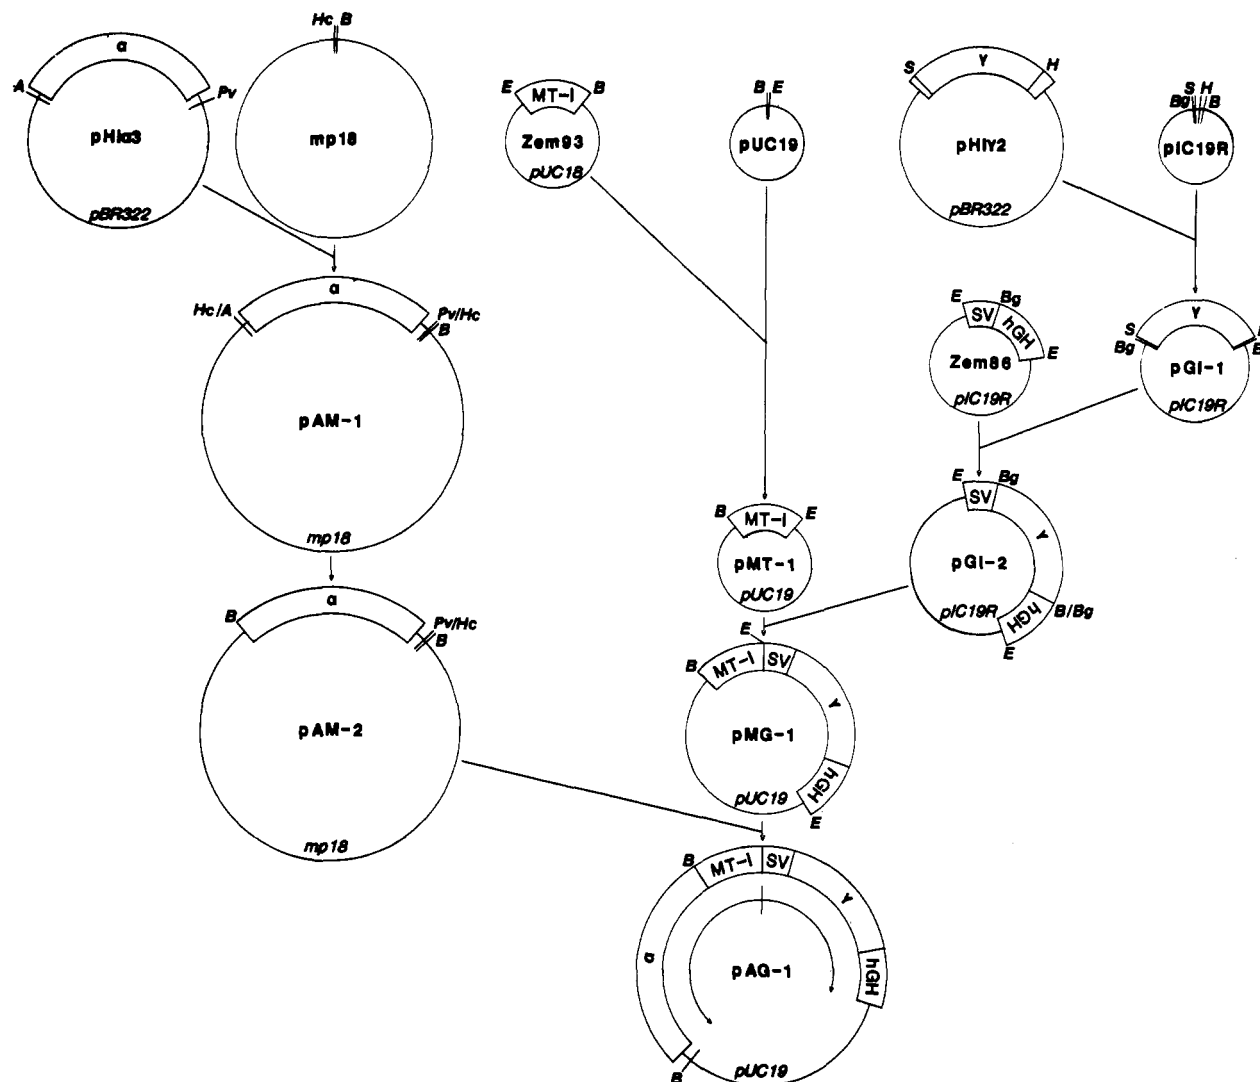 Hc B
α
A
Pv
pHIα3
pBR322
mp18
E
MT-I
B
Zem93
pUC18
B E
pUC19
S
γ
H
pHIγ2
pBR322
S H
Bg B
pIC19R
Hc/A
α
Pv/Hc
B
pAM-1
mp18
E
Bg
SV
hGH
E
Zem86
pIC19R
S
γ
Bg
pGI-1
pIC19R
B
MT-I
E
pMT-1
pUC19
E
Bg
SV
γ
pGI-2
pIC19R
B/Bg
hGH
E
B
α
Pv/Hc
B
pAM-2
mp18
E
B
MT-I
SV
γ
pMG-1
hGH
pUC19
E
B
MT-I
SV
γ
α
pAG-1
hGH
pUC19
B